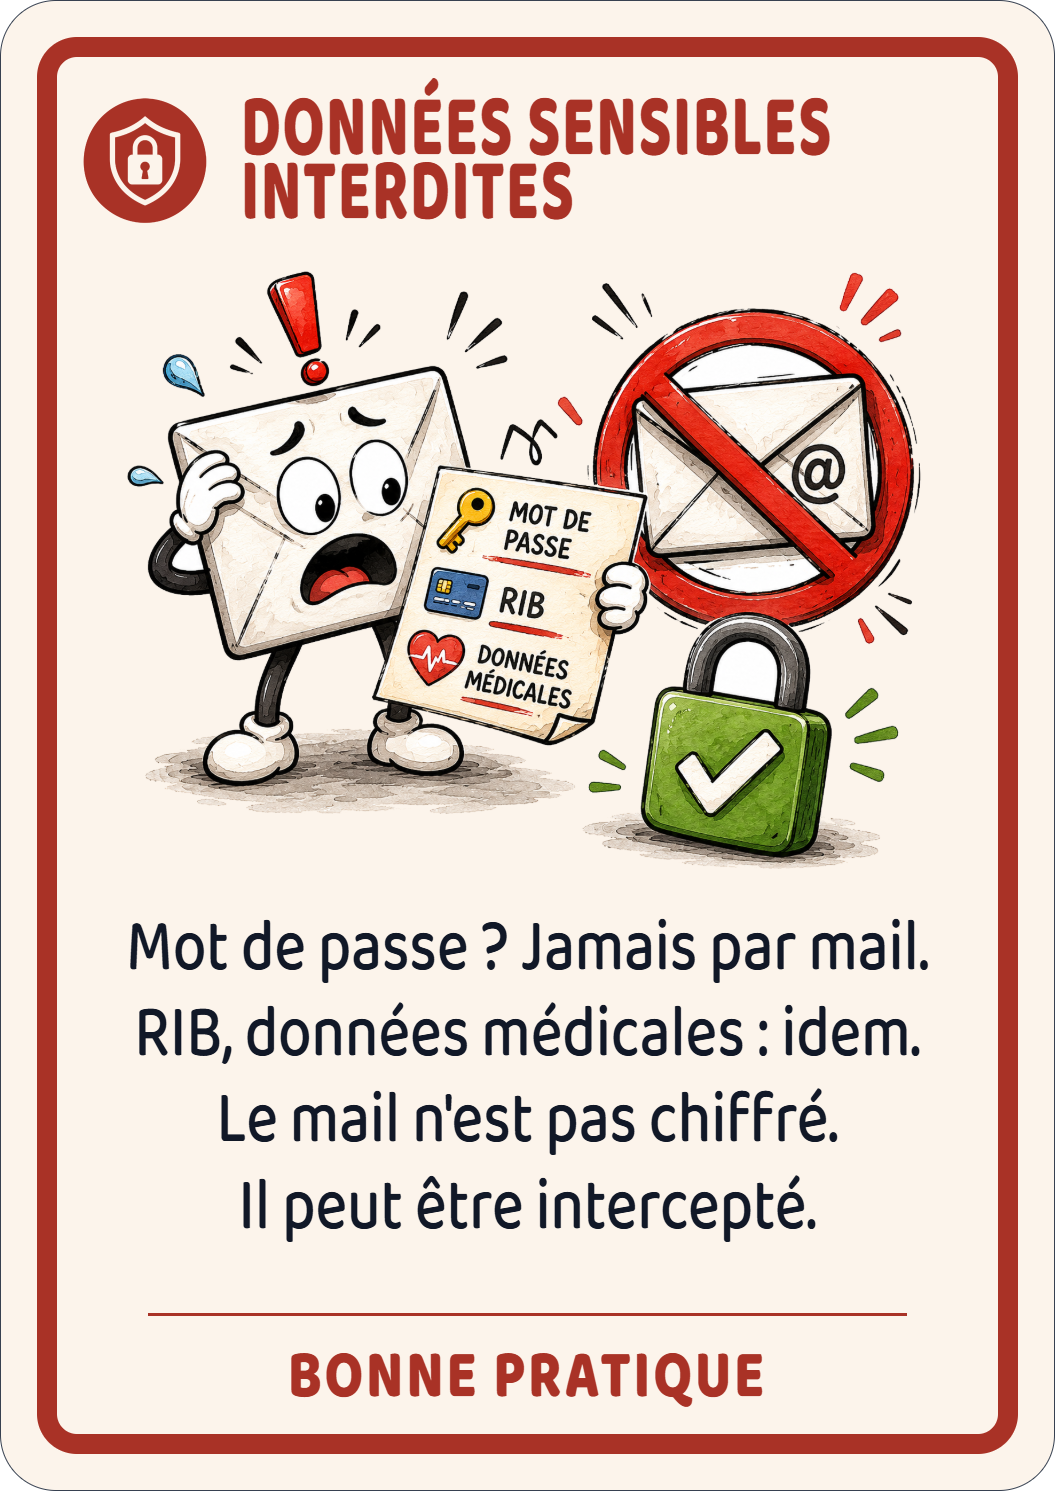 DONNÉES SENSIBLES
INTERDITES
MOT DE
PASSE
RIB
DONNÉES
MÉDICALES
@
Mot de passe ? Jamais par mail.
RIB, données médicales : idem.
Le mail n'est pas chiffré.
Il peut être intercepté.
BONNE PRATIQUE